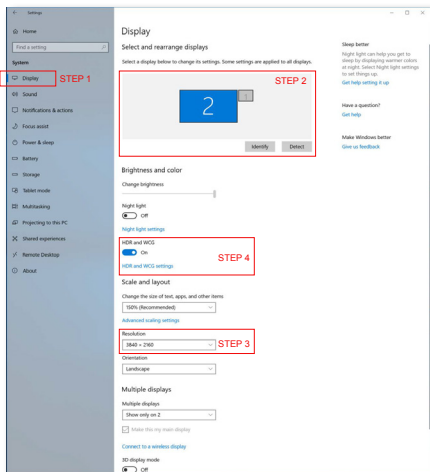 Settings
Home
Find a setting
System
Display
STEP 1
Sound
Notifications & actions
Focus assist
Power & sleep
Battery
Storage
Tablet mode
Multitasking
Projecting to this PC
Shared experiences
Remote Desktop
About
Display
Select and rearrange displays
Select a display below to change its settings. Some settings are applied to all displays.
STEP 2
2
1
Identify
Detect
Brightness and color
Change brightness
Night light
Off
Night light settings
HDR and WCG
On
STEP 4
HDR and WCG settings
Scale and layout
Change the size of text, apps, and other items
150% (Recommended)
Advanced scaling settings
Resolution
3840 × 2160
STEP 3
Orientation
Landscape
Multiple displays
Multiple displays
Show only on 2
Make this my main display
Connect to a wireless display
3D display mode
Off
Sleep better
Night light can help you get to
sleep by displaying warmer colors
at night. Select Night light settings
to set things up.
Get help setting it up
Have a question?
Get help
Make Windows better
Give us feedback